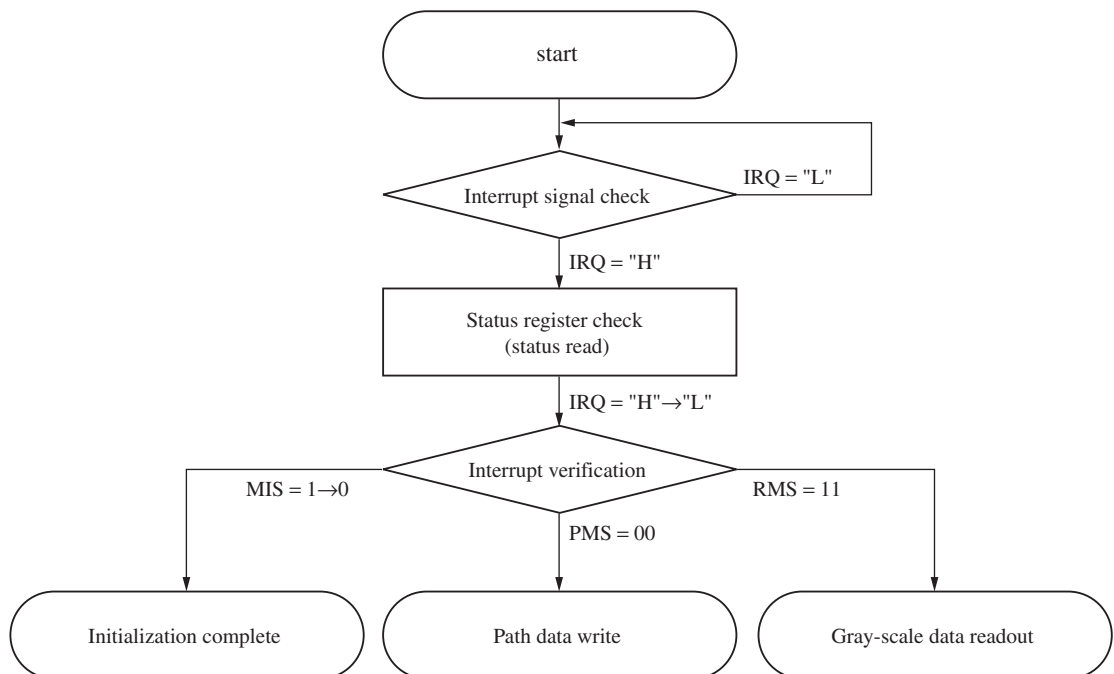 start
IRQ = "L"
Interrupt signal check
IRQ = "H"
Status register check
(status read)
IRQ = "H"→"L"
Interrupt verification
MIS = 1→0
RMS = 11
PMS = 00
Initialization complete
Path data write
Gray-scale data readout